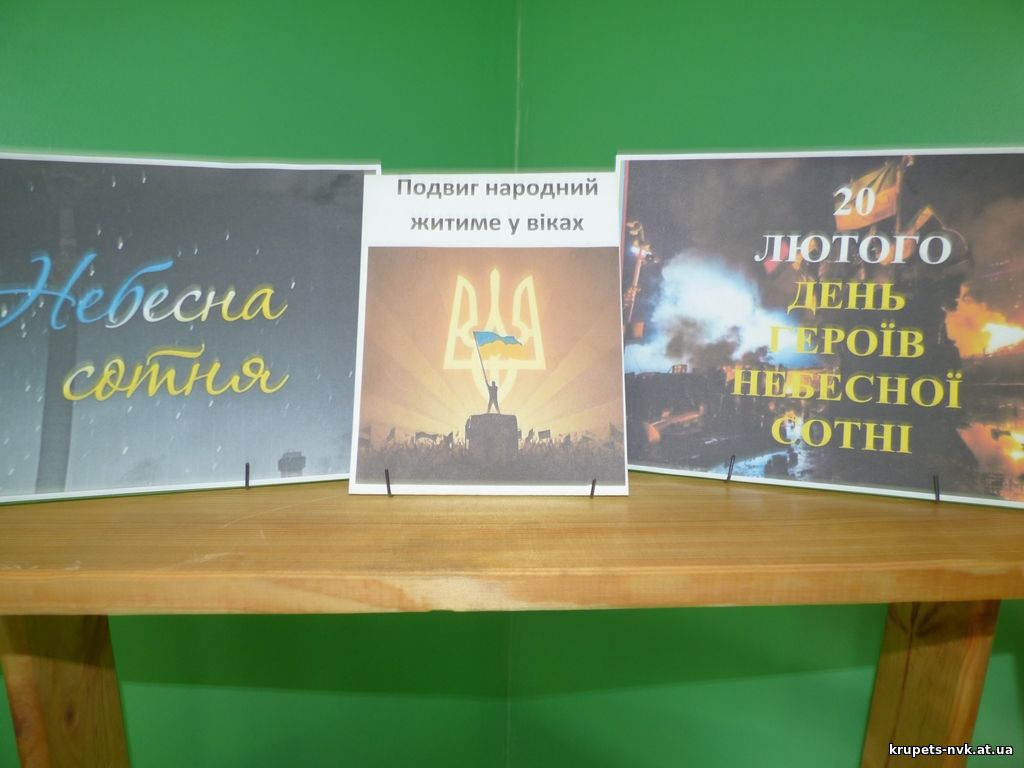 Небесна
сотня
Подвиг народний
житиме у віках
20
ЛЮТОГО
ДЕНЬ
ГЕРОЇВ
НЕБЕСНОЇ
СОТНІ
krupets-nvk.at.ua